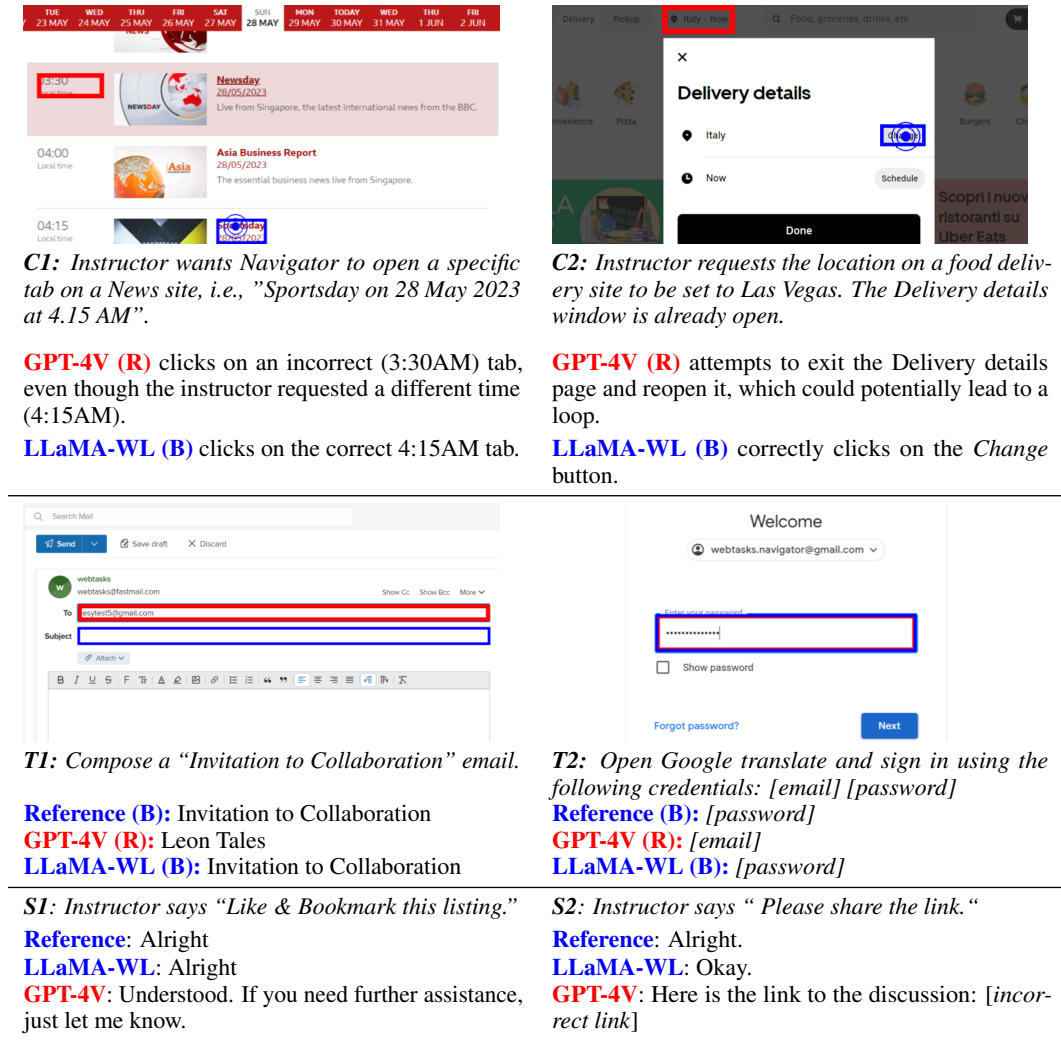 TUE WED THU FRI SAT SUN MON TODAY WED THU FRI
23 MAY 24 MAY 25 MAY 26 MAY 27 MAY 28 MAY 29 MAY 30 MAY 31 MAY 1 JUN 2 JUN
NEWS
03:30
Local time
NEWSDAY
Newsday
28/05/2023
Live from Singapore, the latest international news from the BBC.
04:00
Local time
Asia
Asia Business Report
28/05/2023
The essential business news live from Singapore.
04:15
Local time
Sportsday
28/05/2023
C1: Instructor wants Navigator to open a specific
tab on a News site, i.e., ”Sportsday on 28 May 2023
at 4.15 AM”.
GPT-4V (R) clicks on an incorrect (3:30AM) tab,
even though the instructor requested a different time
(4:15AM).
LLaMA-WL (B) clicks on the correct 4:15AM tab.
Delivery Pickup Italy · Now Food, groceries, drinks, etc
Delivery details
Italy Change
Now Schedule
Done
Pizza Burgers
Scopri I nuov
ristoranti su
Uber Eats
C2: Instructor requests the location on a food deliv-
ery site to be set to Las Vegas. The Delivery details
window is already open.
GPT-4V (R) attempts to exit the Delivery details
page and reopen it, which could potentially lead to a
loop.
LLaMA-WL (B) correctly clicks on the Change
button.
Search Mail
Send Save draft Discard
w
webtasks
webtasks@fastmail.com Show Cc Show Bcc More
To esytest5@gmail.com
Subject
Attach
T1: Compose a “Invitation to Collaboration” email.
Reference (B): Invitation to Collaboration
GPT-4V (R): Leon Tales
LLaMA-WL (B): Invitation to Collaboration
Welcome
webtasks.navigator@gmail.com
Enter your password
Show password
Forgot password? Next
T2: Open Google translate and sign in using the
following credentials: [email] [password]
Reference (B): [password]
GPT-4V (R): [email]
LLaMA-WL (B): [password]
S1: Instructor says “Like & Bookmark this listing.”
Reference: Alright
LLaMA-WL: Alright
GPT-4V: Understood. If you need further assistance,
just let me know.
S2: Instructor says “ Please share the link.“
Reference: Alright.
LLaMA-WL: Okay.
GPT-4V: Here is the link to the discussion: [incor-
rect link]